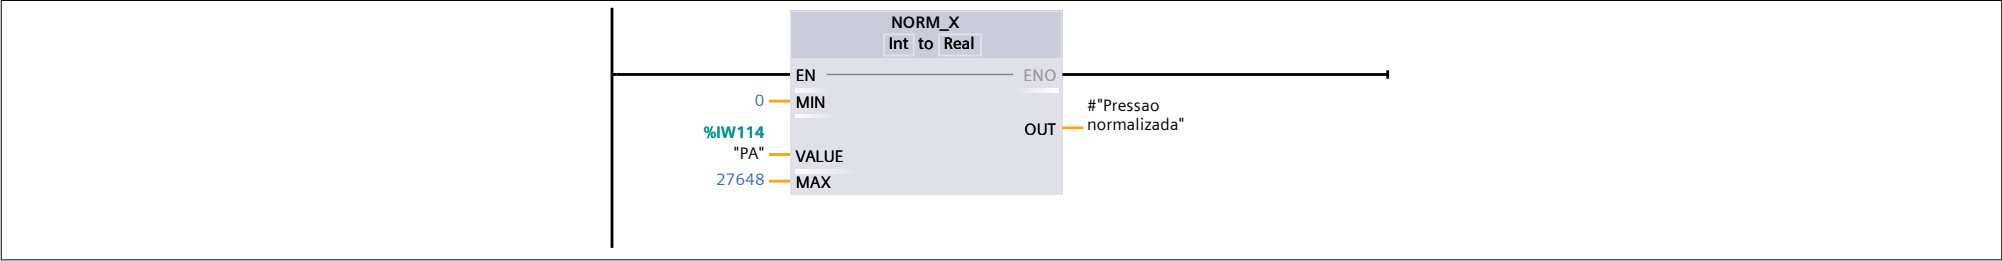 NORM_X
Int to Real
EN
ENO
0
MIN
#"Pressao
normalizada"
OUT
%IW114
"PA"
VALUE
27648
MAX